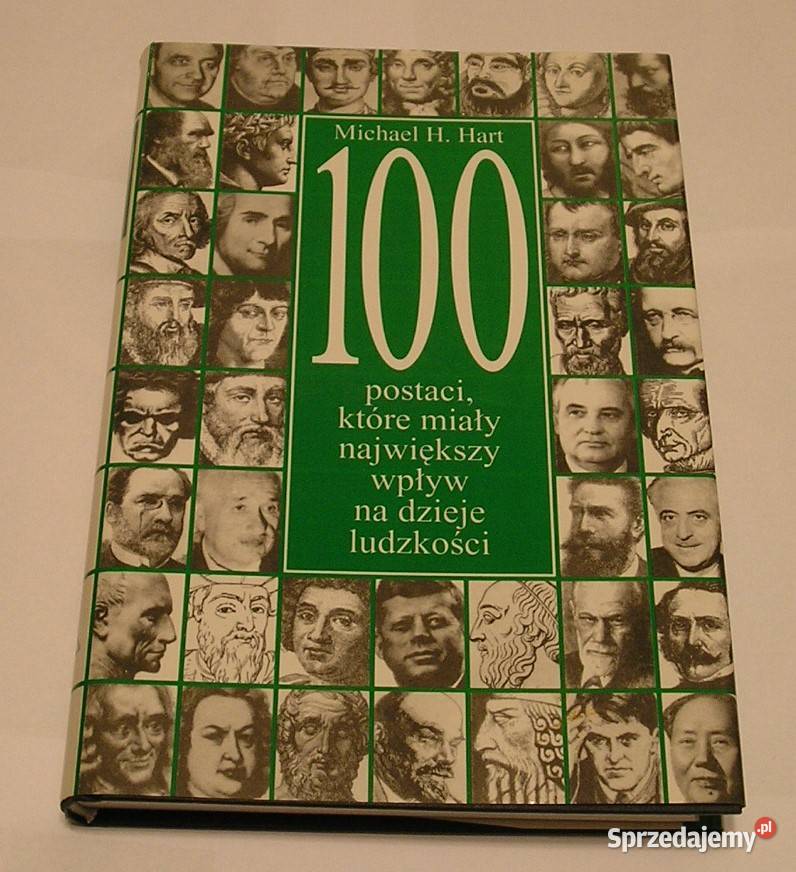 Michael H. Hart
100
postaci,
które miały
największy
wpływ
na dzieje
ludzkości
Sprzedajemy.pl